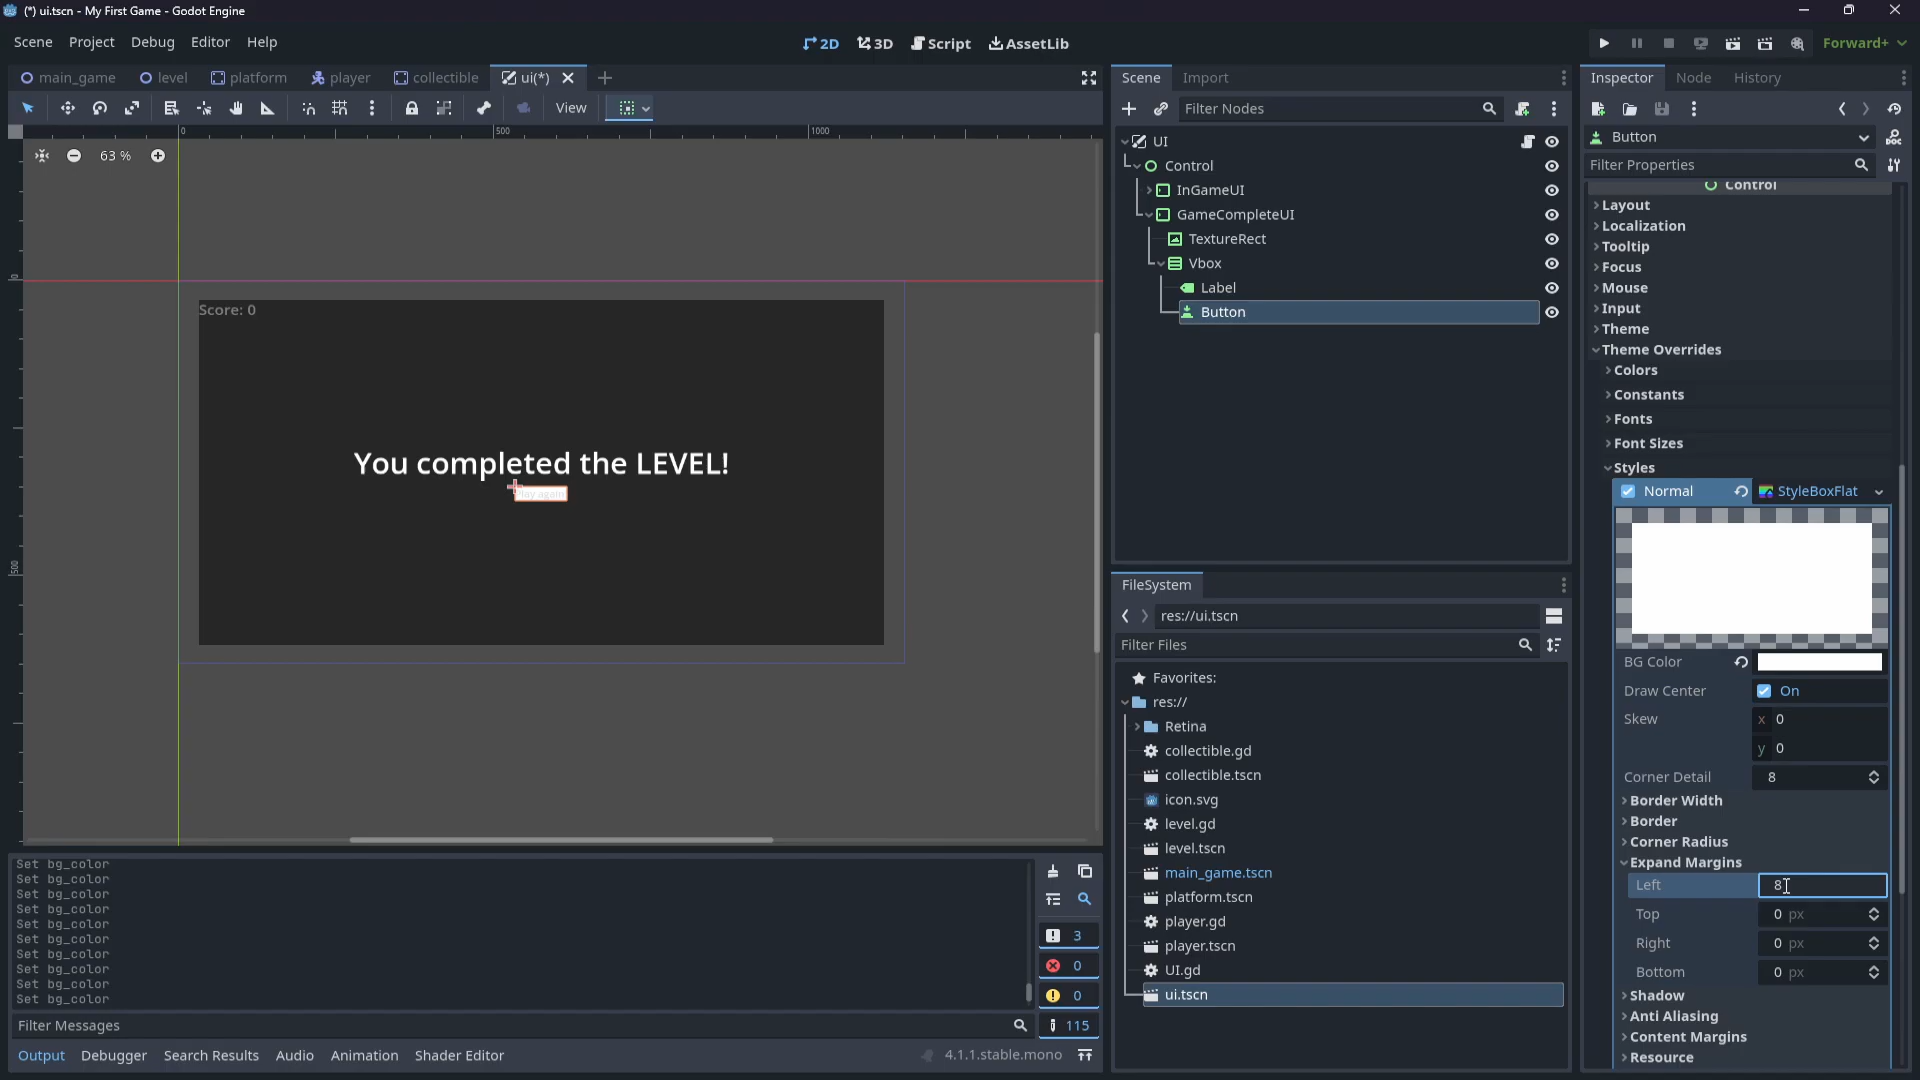 (*) ui.tscn - My First Game - Godot Engine
Scene Project Debug Editor Help
2D 3D Script AssetLib
Forward+
main_game level platform player collectible ui(*)
View
0 500 1000
63 %
0
500
Score: 0
You completed the LEVEL!
Play again
Set bg_color
Set bg_color
Set bg_color
Set bg_color
Set bg_color
Set bg_color
Set bg_color
Set bg_color
Set bg_color
Set bg_color
3
0
0
115
Filter Messages
Output Debugger Search Results Audio Animation Shader Editor
4.1.1.stable.mono
Scene Import
Filter Nodes
UI
Control
InGameUI
GameCompleteUI
TextureRect
Vbox
Label
Button
FileSystem
res://ui.tscn
Filter Files
Favorites:
res://
Retina
collectible.gd
collectible.tscn
icon.svg
level.gd
level.tscn
main_game.tscn
platform.tscn
player.gd
player.tscn
UI.gd
ui.tscn
Inspector Node History
Button
DOC
Filter Properties
Control
Layout
Localization
Tooltip
Focus
Mouse
Input
Theme
Theme Overrides
Colors
Constants
Fonts
Font Sizes
Styles
Normal StyleBoxFlat
BG Color
Draw Center On
Skew x 0
y 0
Corner Detail 8
Border Width
Border
Corner Radius
Expand Margins
Left 8
Top 0 px
Right 0 px
Bottom 0 px
Shadow
Anti Aliasing
Content Margins
Resource